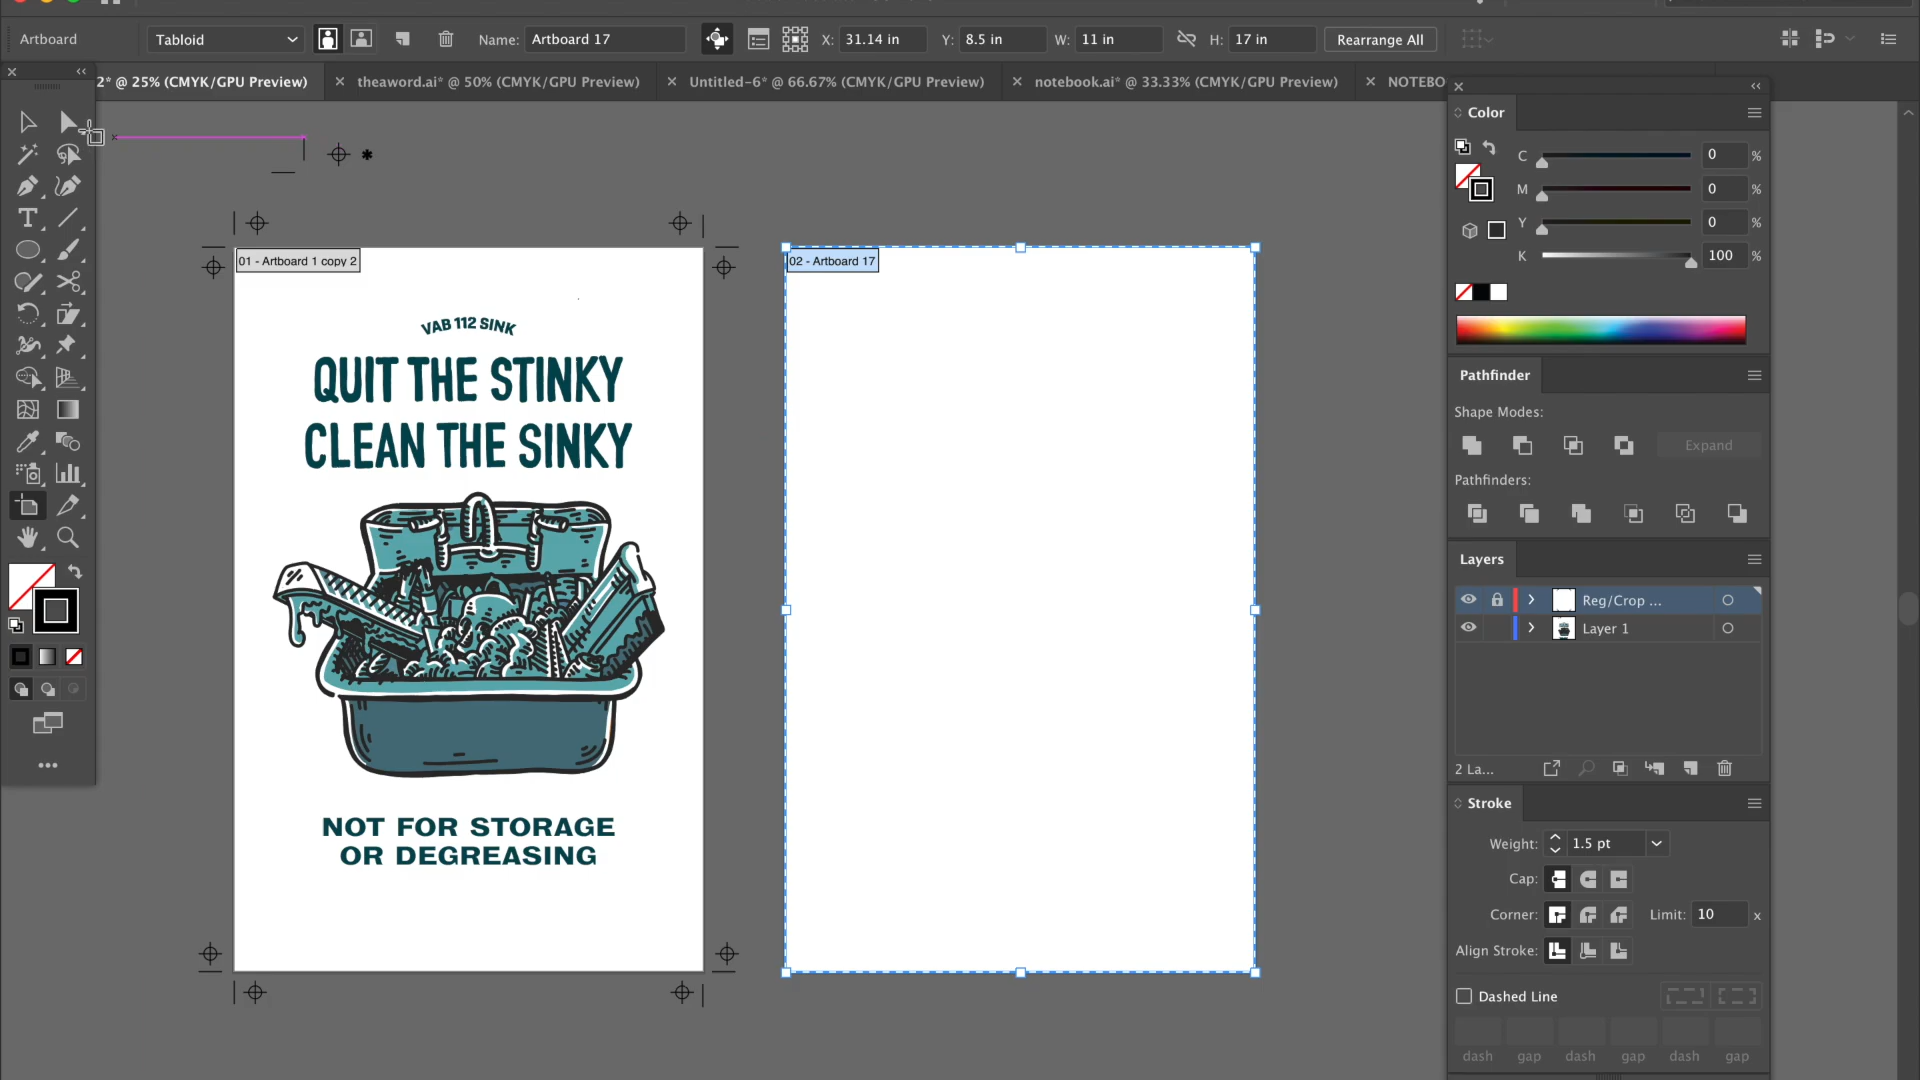 Artboard
Tabloid
Name: Artboard 17
X: 31.14 in
Y: 8.5 in
W: 11 in
H: 17 in
Rearrange All
2* @ 25% (CMYK/GPU Preview)
theaword.ai* @ 50% (CMYK/GPU Preview)
Untitled-6* @ 66.67% (CMYK/GPU Preview)
notebook.ai* @ 33.33% (CMYK/GPU Preview)
NOTEBO
Color
C 0 %
M 0 %
Y 0 %
K 100 %
01 - Artboard 1 copy 2
02 - Artboard 17
VAB 112 SINK
QUIT THE STINKY
CLEAN THE SINKY
NOT FOR STORAGE
OR DEGREASING
Pathfinder
Shape Modes:
Expand
Pathfinders:
Layers
Reg/Crop ...
Layer 1
2 La...
Stroke
Weight: 1.5 pt
Cap:
Corner:
Limit: 10 x
Align Stroke:
Dashed Line
dash gap dash gap dash gap